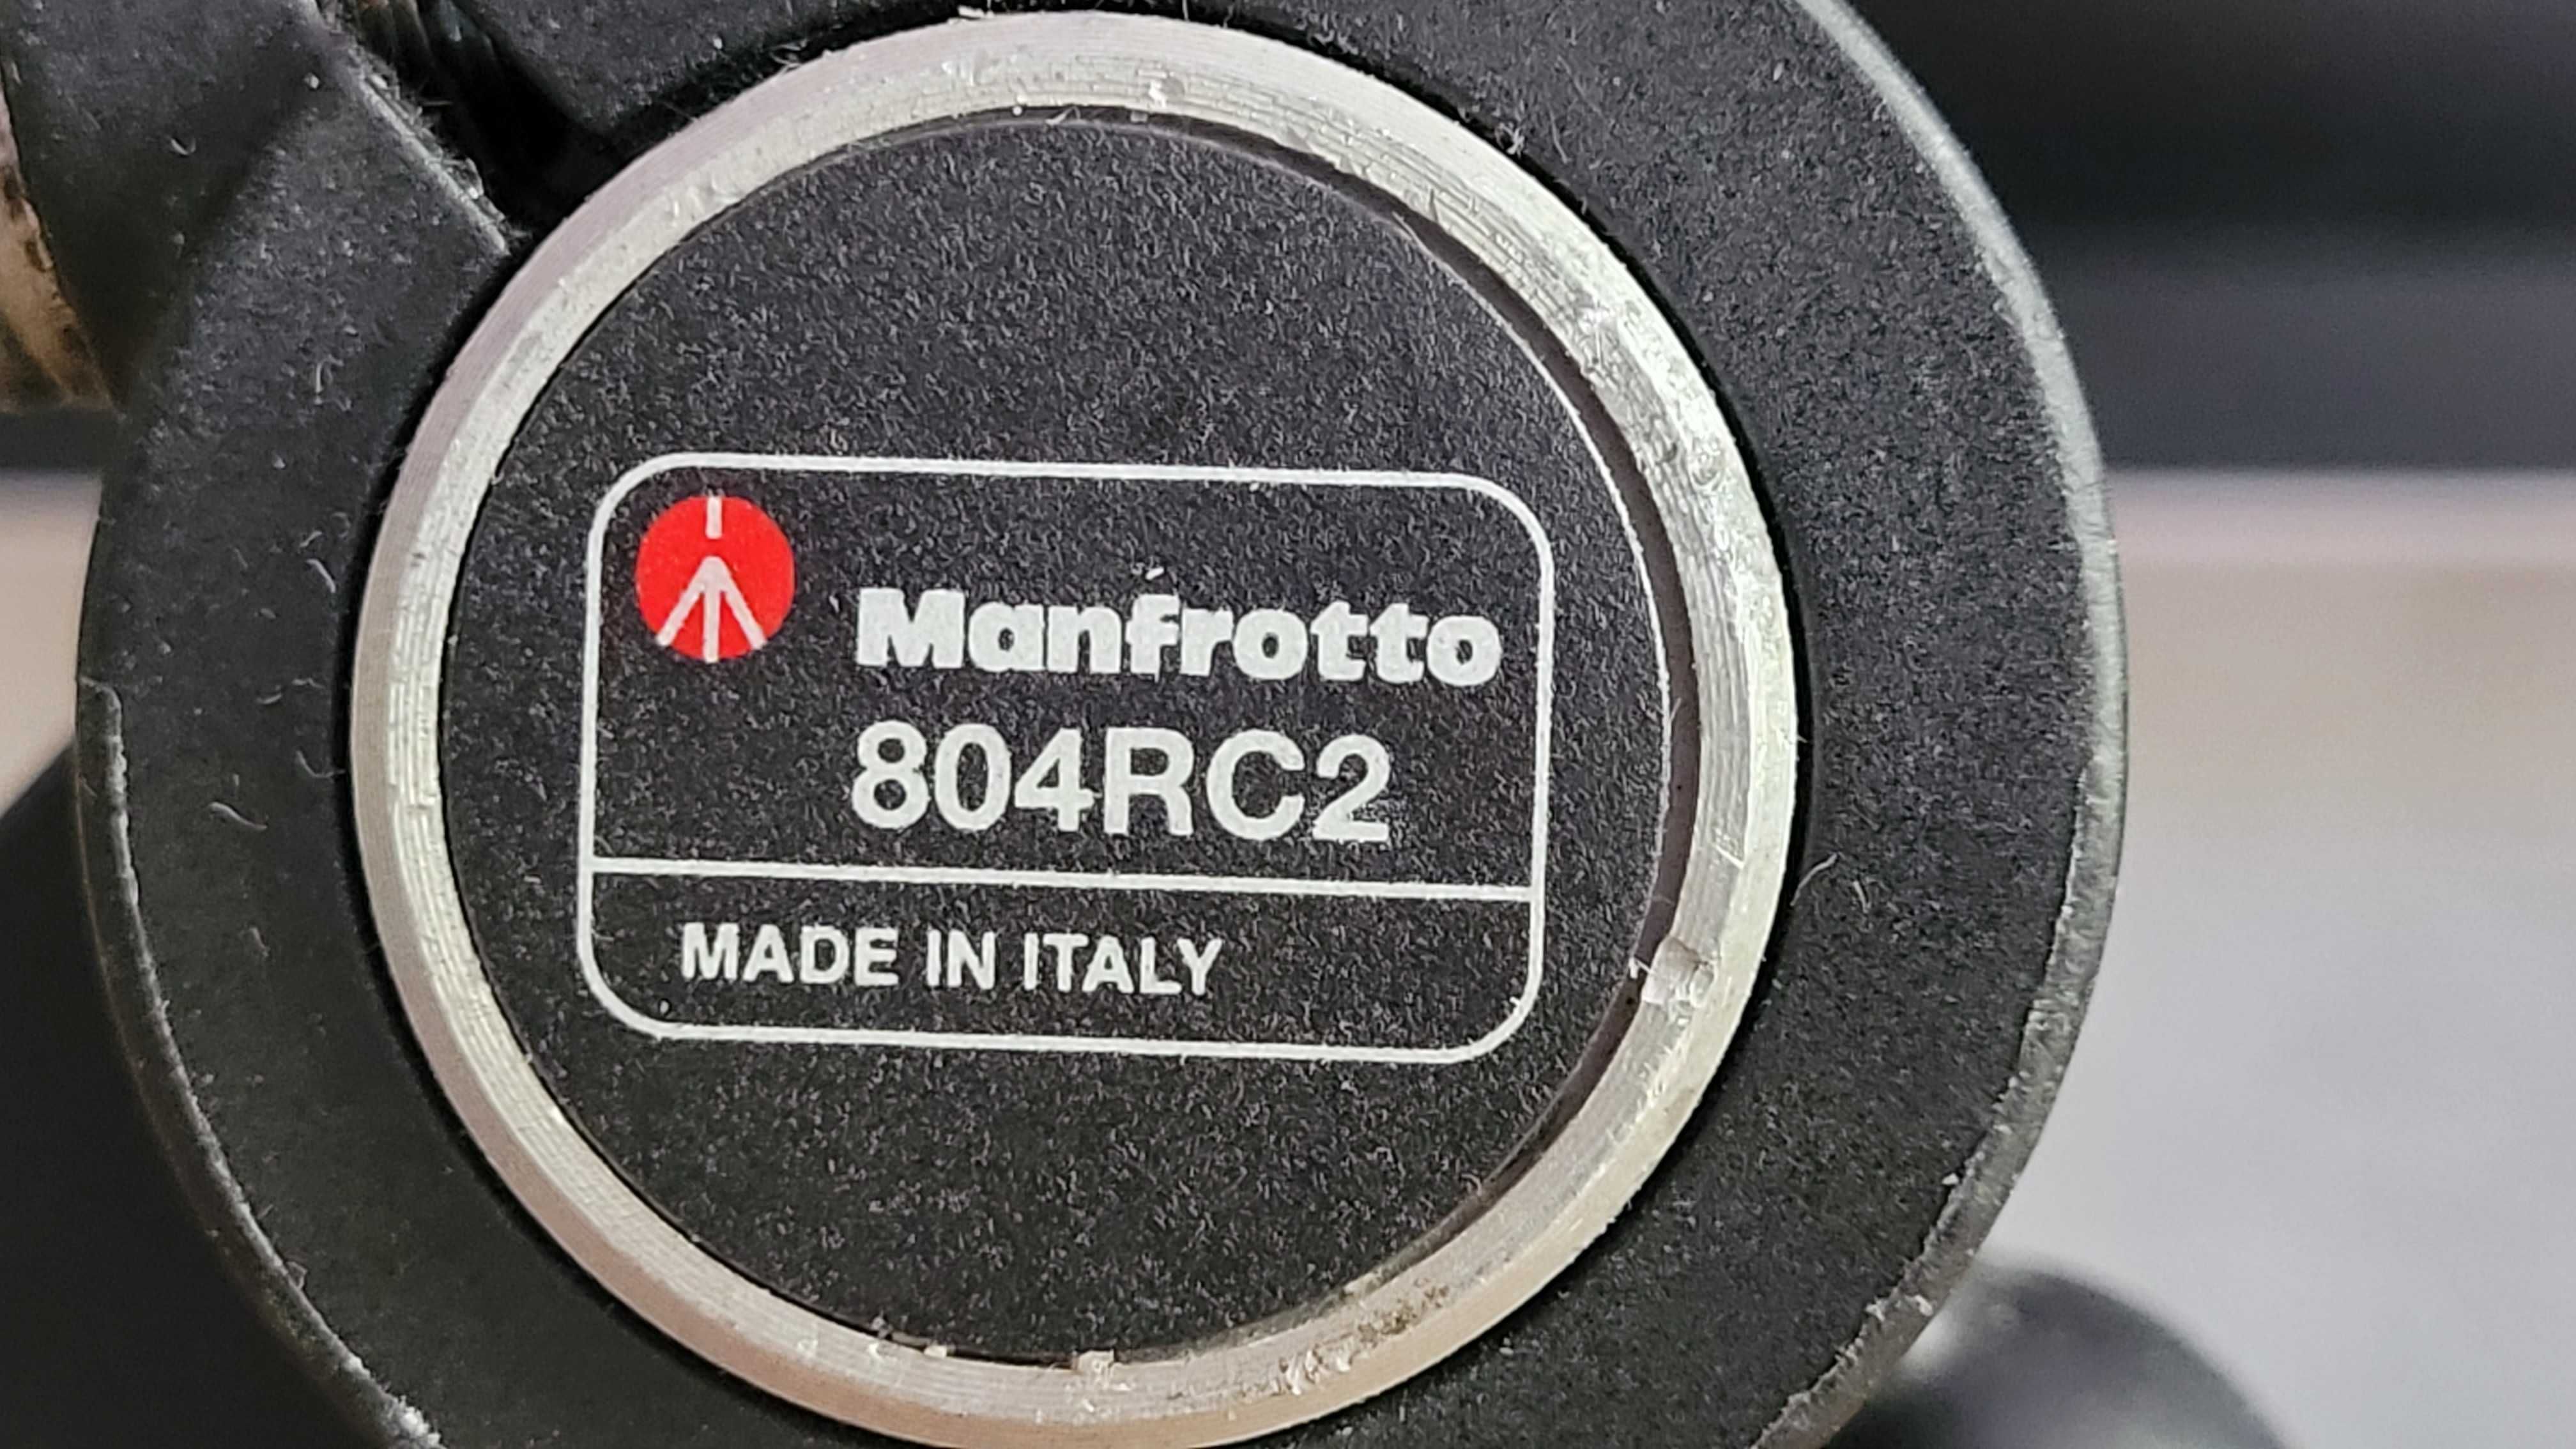 Manfrotto
804RC2
MADE IN ITALY